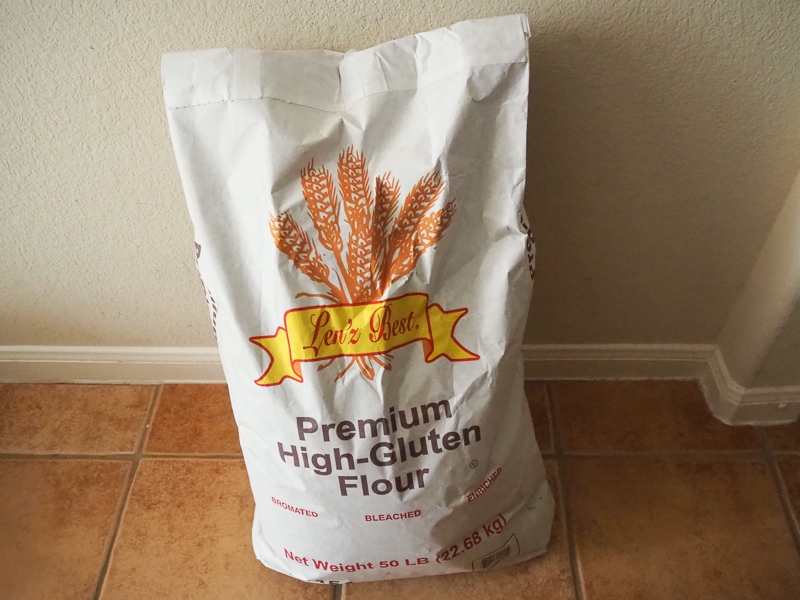 Len'z Best®
Premium
High-Gluten
Flour
BROMATED
BLEACHED
ENRICHED
Net Weight 50 LB (22.68 kg)